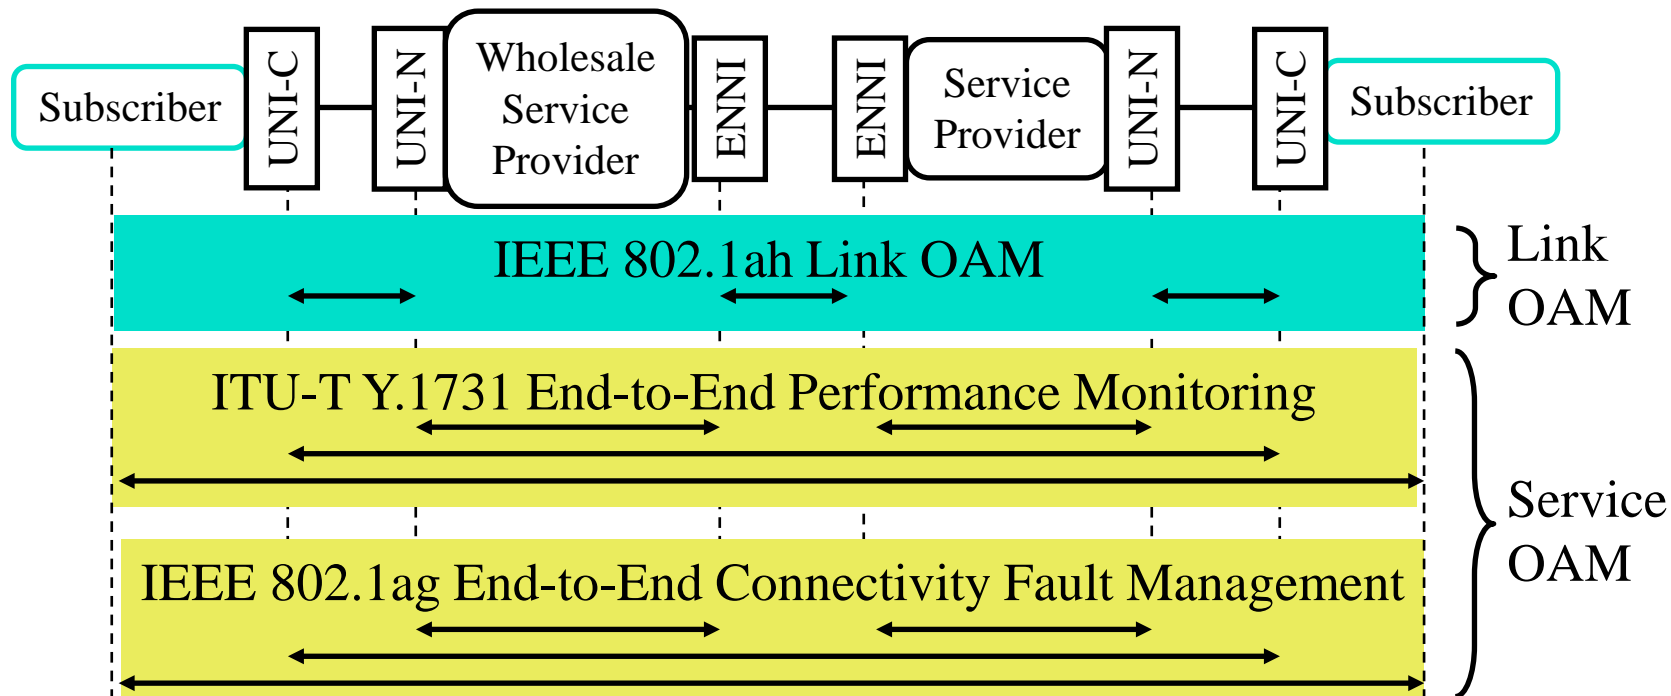 Subscriber
UNI-C
UNI-N
Wholesale
Service
Provider
ENNI
ENNI
Service
Provider
UNI-N
UNI-C
Subscriber
IEEE 802.1ah Link OAM
Link
OAM
ITU-T Y.1731 End-to-End Performance Monitoring
Service
OAM
IEEE 802.1ag End-to-End Connectivity Fault Management